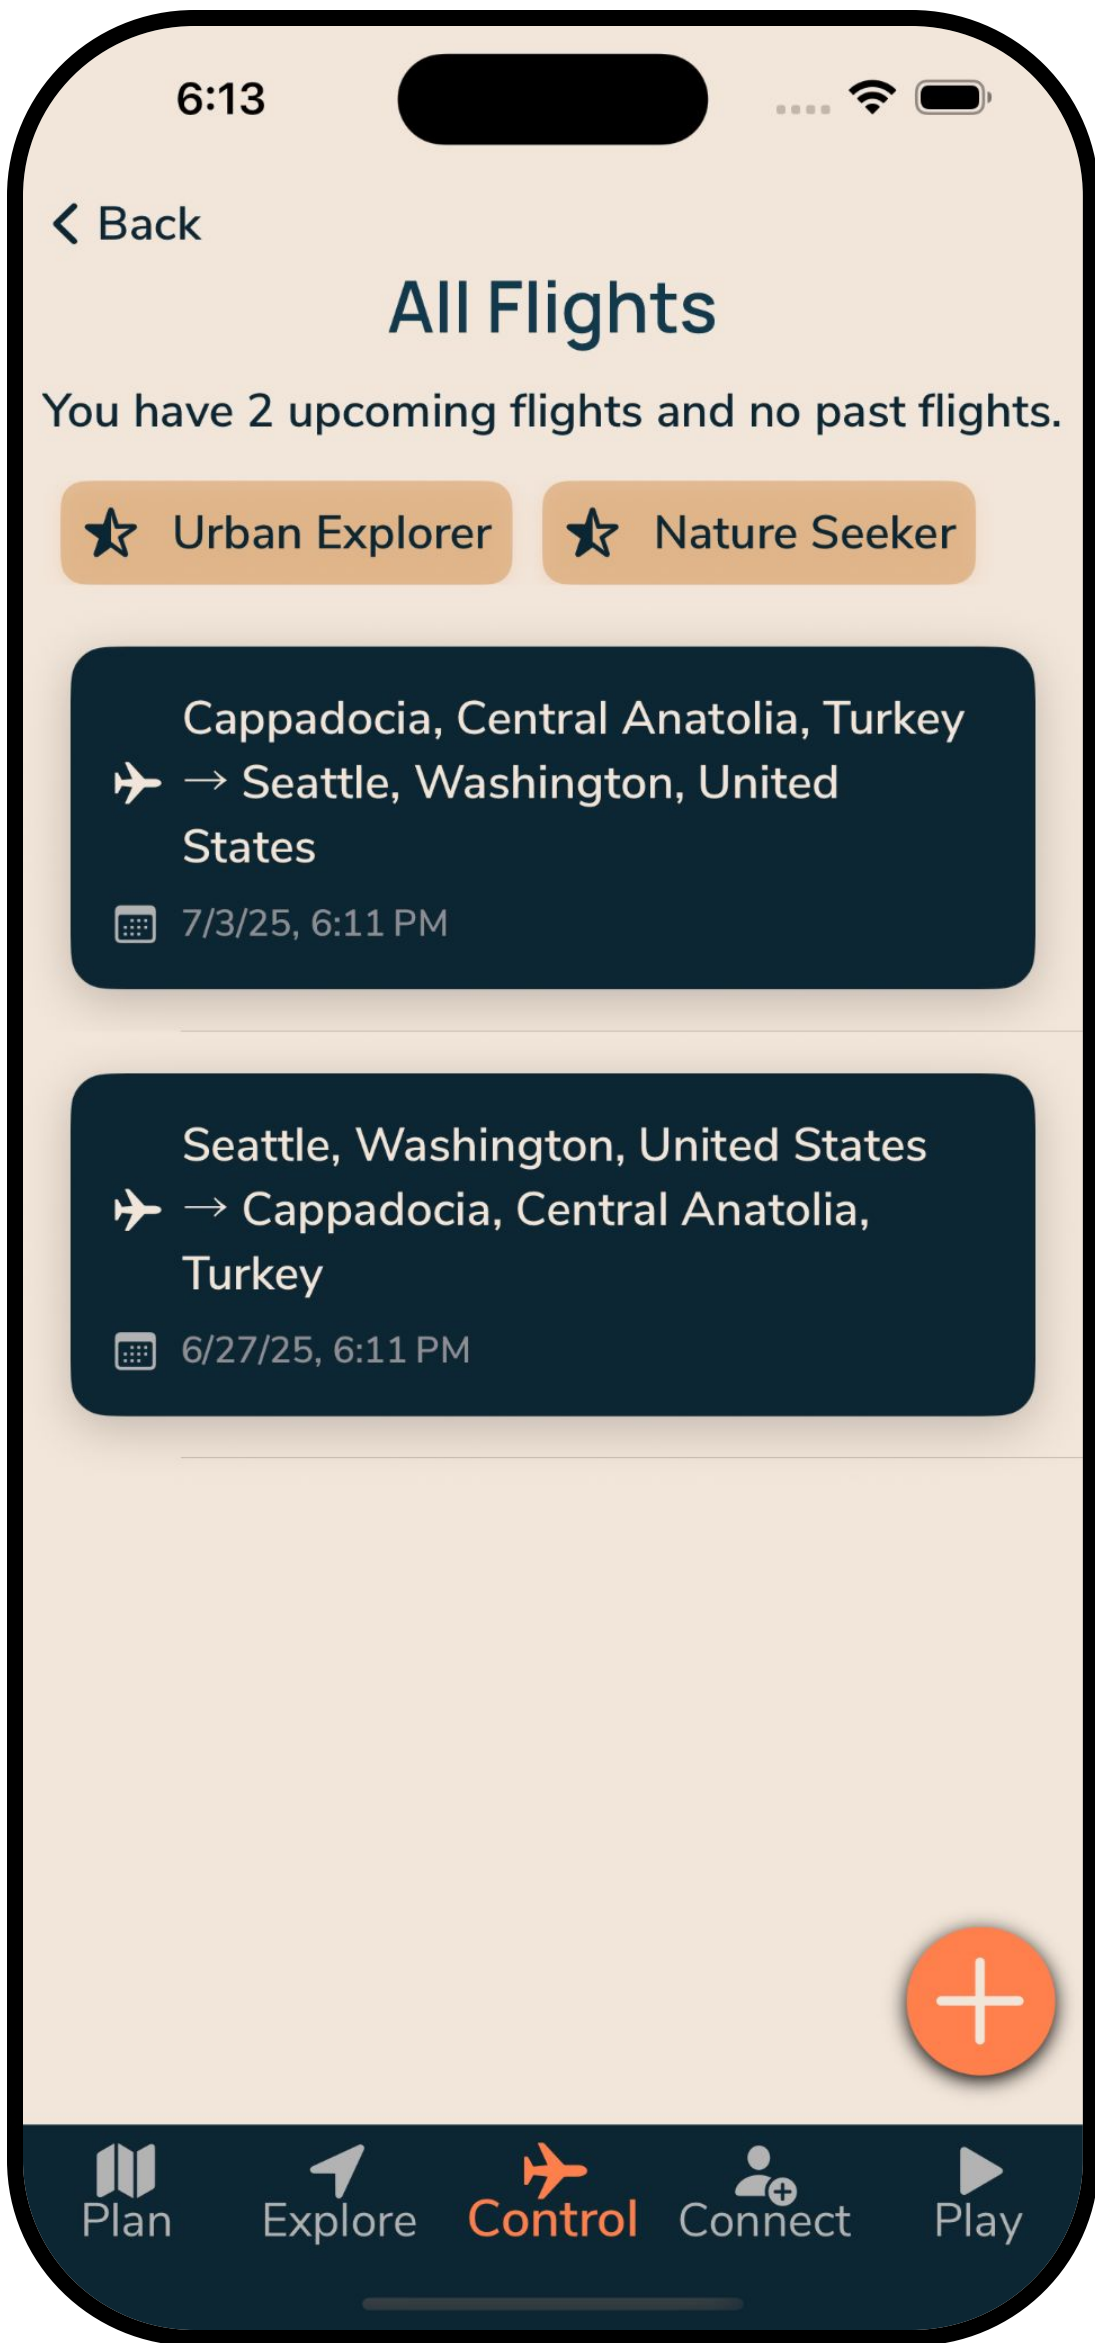 6:13
Back
All Flights
You have 2 upcoming flights and no past flights.
Urban Explorer
Nature Seeker
Cappadocia, Central Anatolia, Turkey
→ Seattle, Washington, United
States
7/3/25, 6:11 PM
Seattle, Washington, United States
→ Cappadocia, Central Anatolia,
Turkey
6/27/25, 6:11 PM
Plan
Explore
Control
Connect
Play